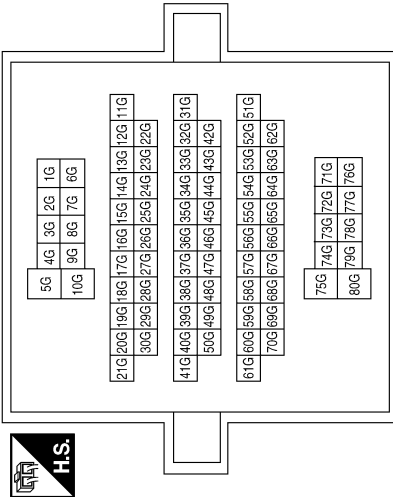 H.S.
5G 4G 3G 2G 1G
10G 9G 8G 7G 6G
21G 20G 19G 18G 17G 16G 15G 14G 13G 12G 11G
30G 29G 28G 27G 26G 25G 24G 23G 22G
41G 40G 39G 38G 37G 36G 35G 34G 33G 32G 31G
50G 49G 48G 47G 46G 45G 44G 43G 42G
61G 60G 59G 58G 57G 56G 55G 54G 53G 52G 51G
70G 69G 68G 67G 66G 65G 64G 63G 62G
75G 74G 73G 72G 71G
80G 79G 78G 77G 76G